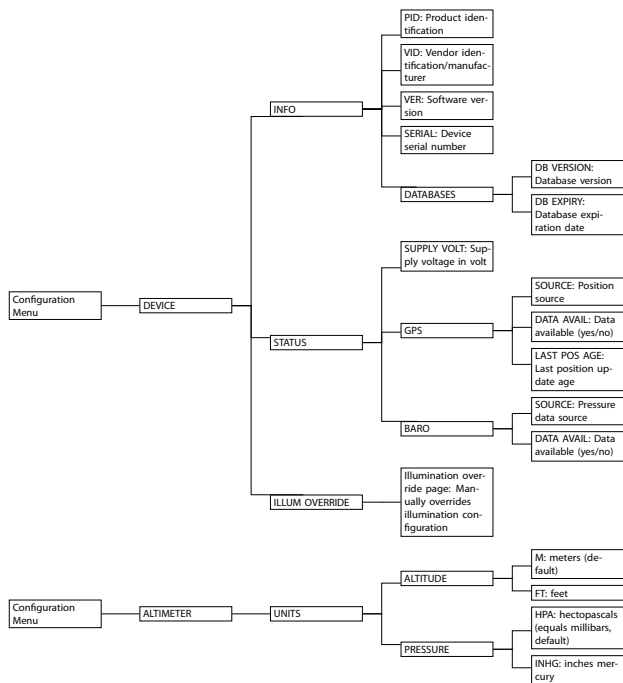 Configuration
Menu
DEVICE
INFO
PID: Product iden-
tification
VID: Vendor iden-
tification/manufac-
turer
VER: Software ver-
sion
SERIAL: Device
serial number
DATABASES
DB VERSION:
Database version
DB EXPIRY:
Database expi-
ration date
STATUS
SUPPLY VOLT: Sup-
ply voltage in volt
GPS
SOURCE: Position
source
DATA AVAIL: Data
available (yes/no)
LAST POS AGE:
Last position up-
date age
BARO
SOURCE: Pressure
data source
DATA AVAIL: Data
available (yes/no)
ILLUM OVERRIDE
Illumination over-
ride page: Man-
ually overrides
illumination con-
figuration
Configuration
Menu
ALTIMETER
UNITS
ALTITUDE
M: meters (de-
fault)
FT: feet
PRESSURE
HPA: hectopascals
(equals millibars,
default)
INHG: inches mer-
cury